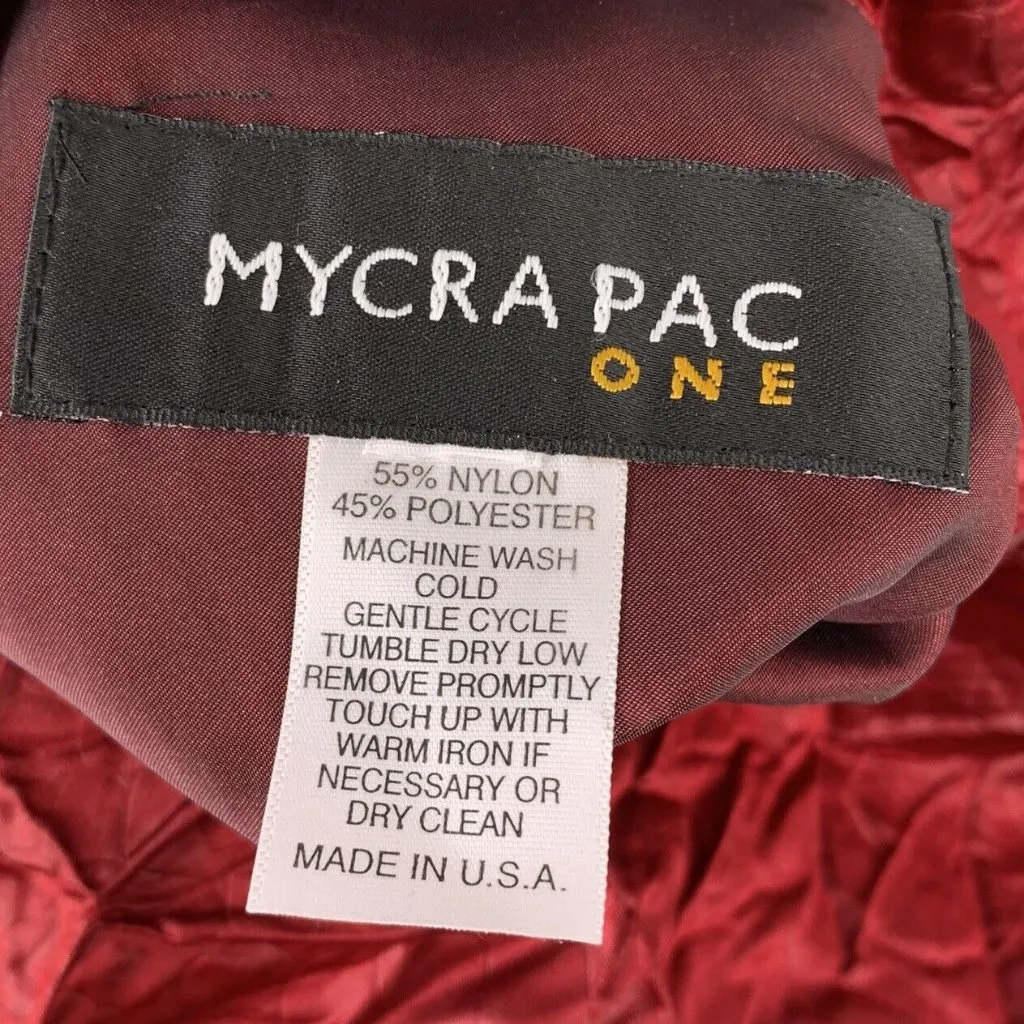 MYCRA PAC
ONE
55% NYLON
45% POLYESTER
MACHINE WASH
COLD
GENTLE CYCLE
TUMBLE DRY LOW
REMOVE PROMPTLY
TOUCH UP WITH
WARM IRON IF
NECESSARY OR
DRY CLEAN
MADE IN U.S.A.